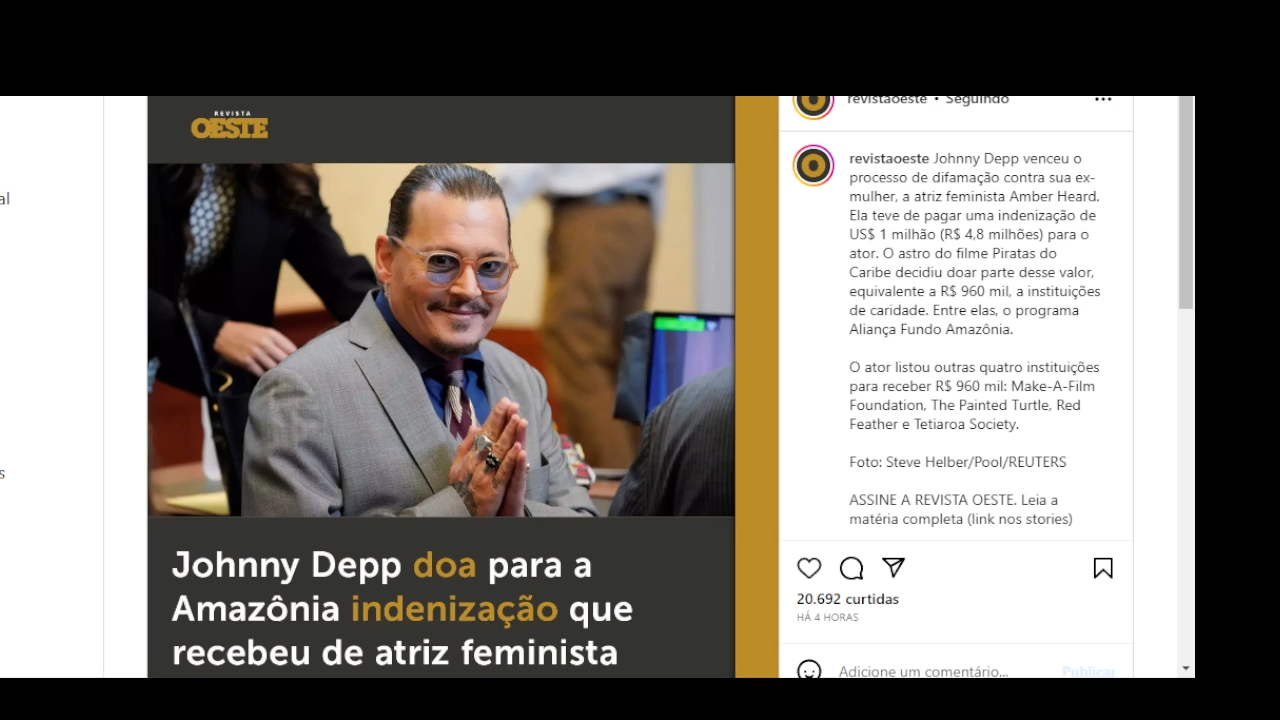 al
s
REVISTA
OESTE
Johnny Depp doa para a
Amazônia indenização que
recebeu de atriz feminista
revistaoeste • Seguindo
revistaoeste Johnny Depp venceu o
processo de difamação contra sua ex-
mulher, a atriz feminista Amber Heard.
Ela teve de pagar uma indenização de
US$ 1 milhão (R$ 4,8 milhões) para o
ator. O astro do filme Piratas do
Caribe decidiu doar parte desse valor,
equivalente a R$ 960 mil, a instituições
de caridade. Entre elas, o programa
Aliança Fundo Amazônia.
O ator listou outras quatro instituições
para receber R$ 960 mil: Make-A-Film
Foundation, The Painted Turtle, Red
Feather e Tetiaroa Society.
Foto: Steve Helber/Pool/REUTERS
ASSINE A REVISTA OESTE. Leia a
matéria completa (link nos stories)
20.692 curtidas
HÁ 4 HORAS
Adicione um comentário...
Publicar